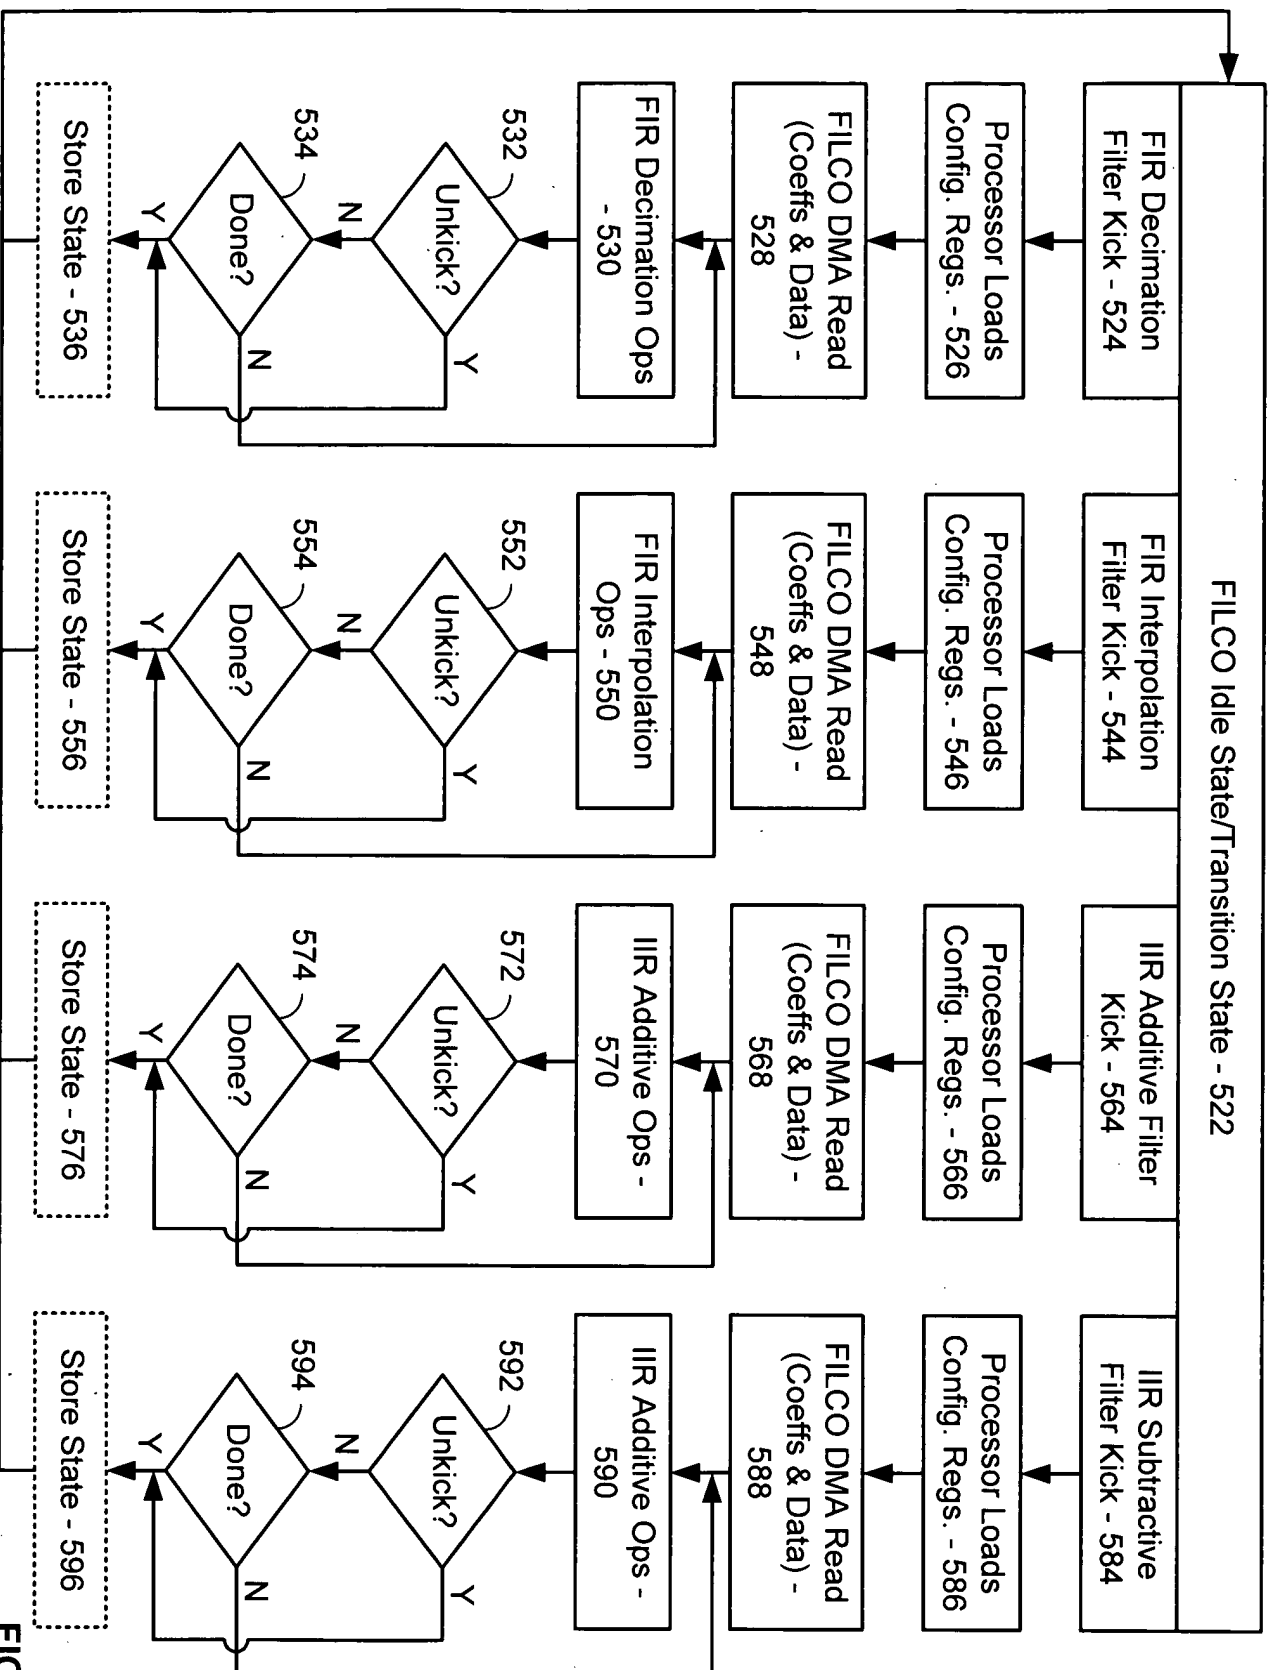 FILCO Idle State/Transition State - 522
FIR Decimation
Filter Kick - 524
Processor Loads
Config. Regs. - 526
FILCO DMA Read
(Coeffs & Data) -
528
FIR Decimation Ops
- 530
532
Unkick?
Y
N
534
Done?
N
Y
Store State - 536
FIR Interpolation
Filter Kick - 544
Processor Loads
Config. Regs. - 546
FILCO DMA Read
(Coeffs & Data) -
548
FIR Interpolation
Ops - 550
552
Unkick?
Y
N
554
Done?
N
Y
Store State - 556
IIR Additive Filter
Kick - 564
Processor Loads
Config. Regs. - 566
FILCO DMA Read
(Coeffs & Data) -
568
IIR Additive Ops -
570
572
Unkick?
Y
N
574
Done?
N
Y
Store State - 576
IIR Subtractive
Filter Kick - 584
Processor Loads
Config. Regs. - 586
FILCO DMA Read
(Coeffs & Data) -
588
IIR Additive Ops -
590
592
Unkick?
Y
N
594
Done?
N
Y
Store State - 596